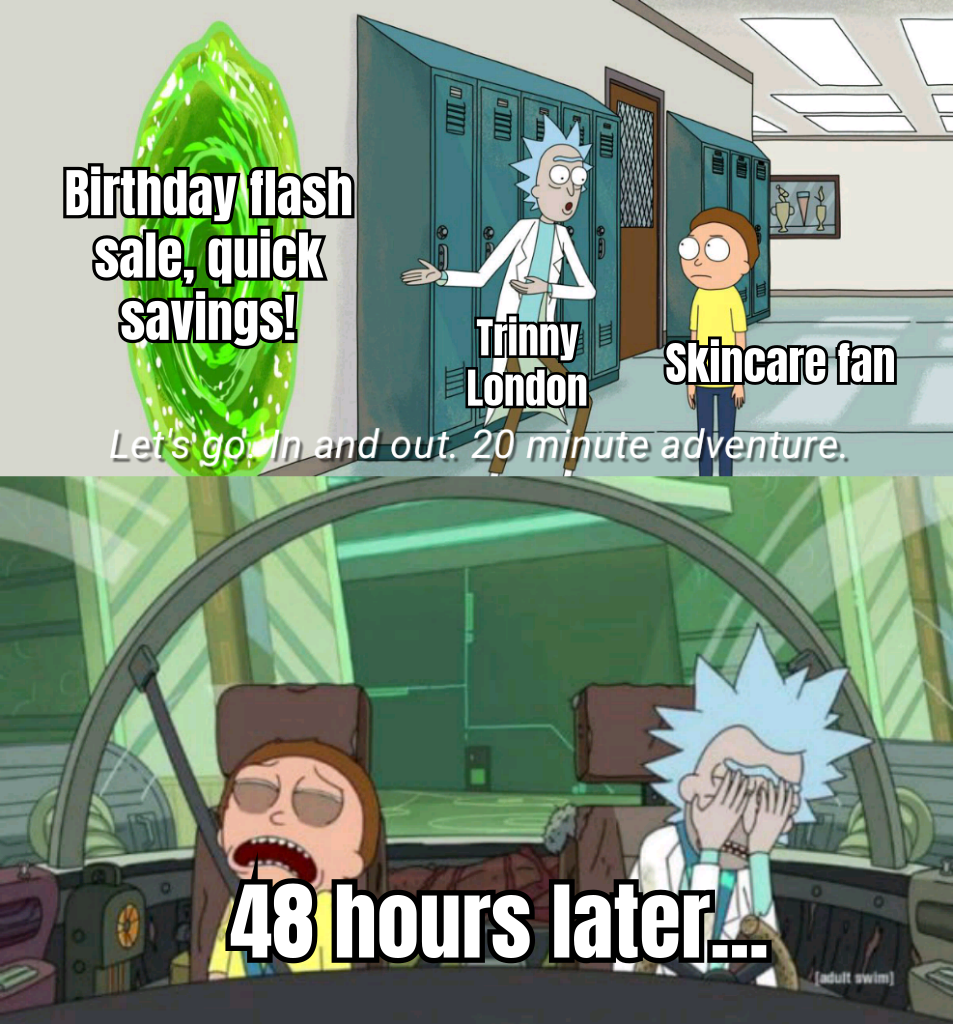 Birthday flash
sale, quick
savings!
Trinny
London
Skincare fan
Let's go. In and out. 20 minute adventure.
48 hours later...
[adult swim]